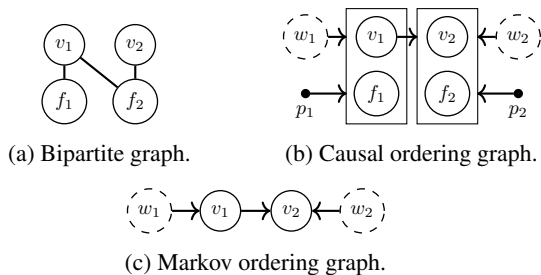 v1 v2
f1 f2
(a) Bipartite graph.
w1 v1 v2 w2
f1 f2
p1 p2
(b) Causal ordering graph.
w1 v1 v2 w2
(c) Markov ordering graph.